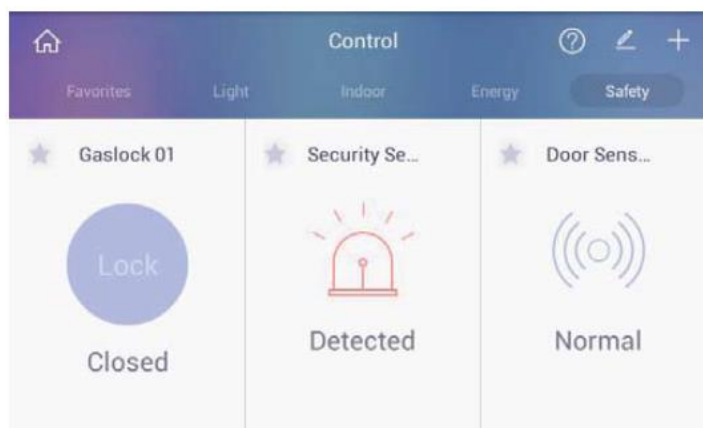 Control
Favorites Light Indoor Energy Safety
Gaslock 01
Security Se...
Door Sens...
Lock
Closed
Detected
Normal